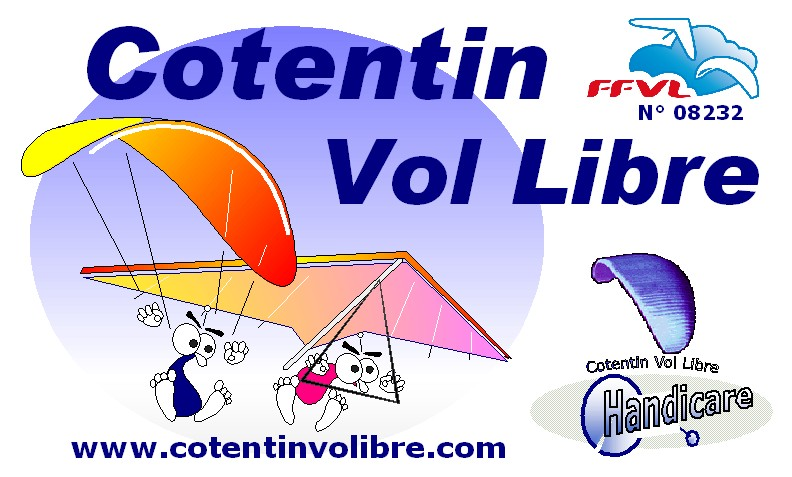 Cotentin
FFVL
N° 08232
Vol Libre
Cotentin Vol Libre
Handicare
www.cotentinvolibre.com